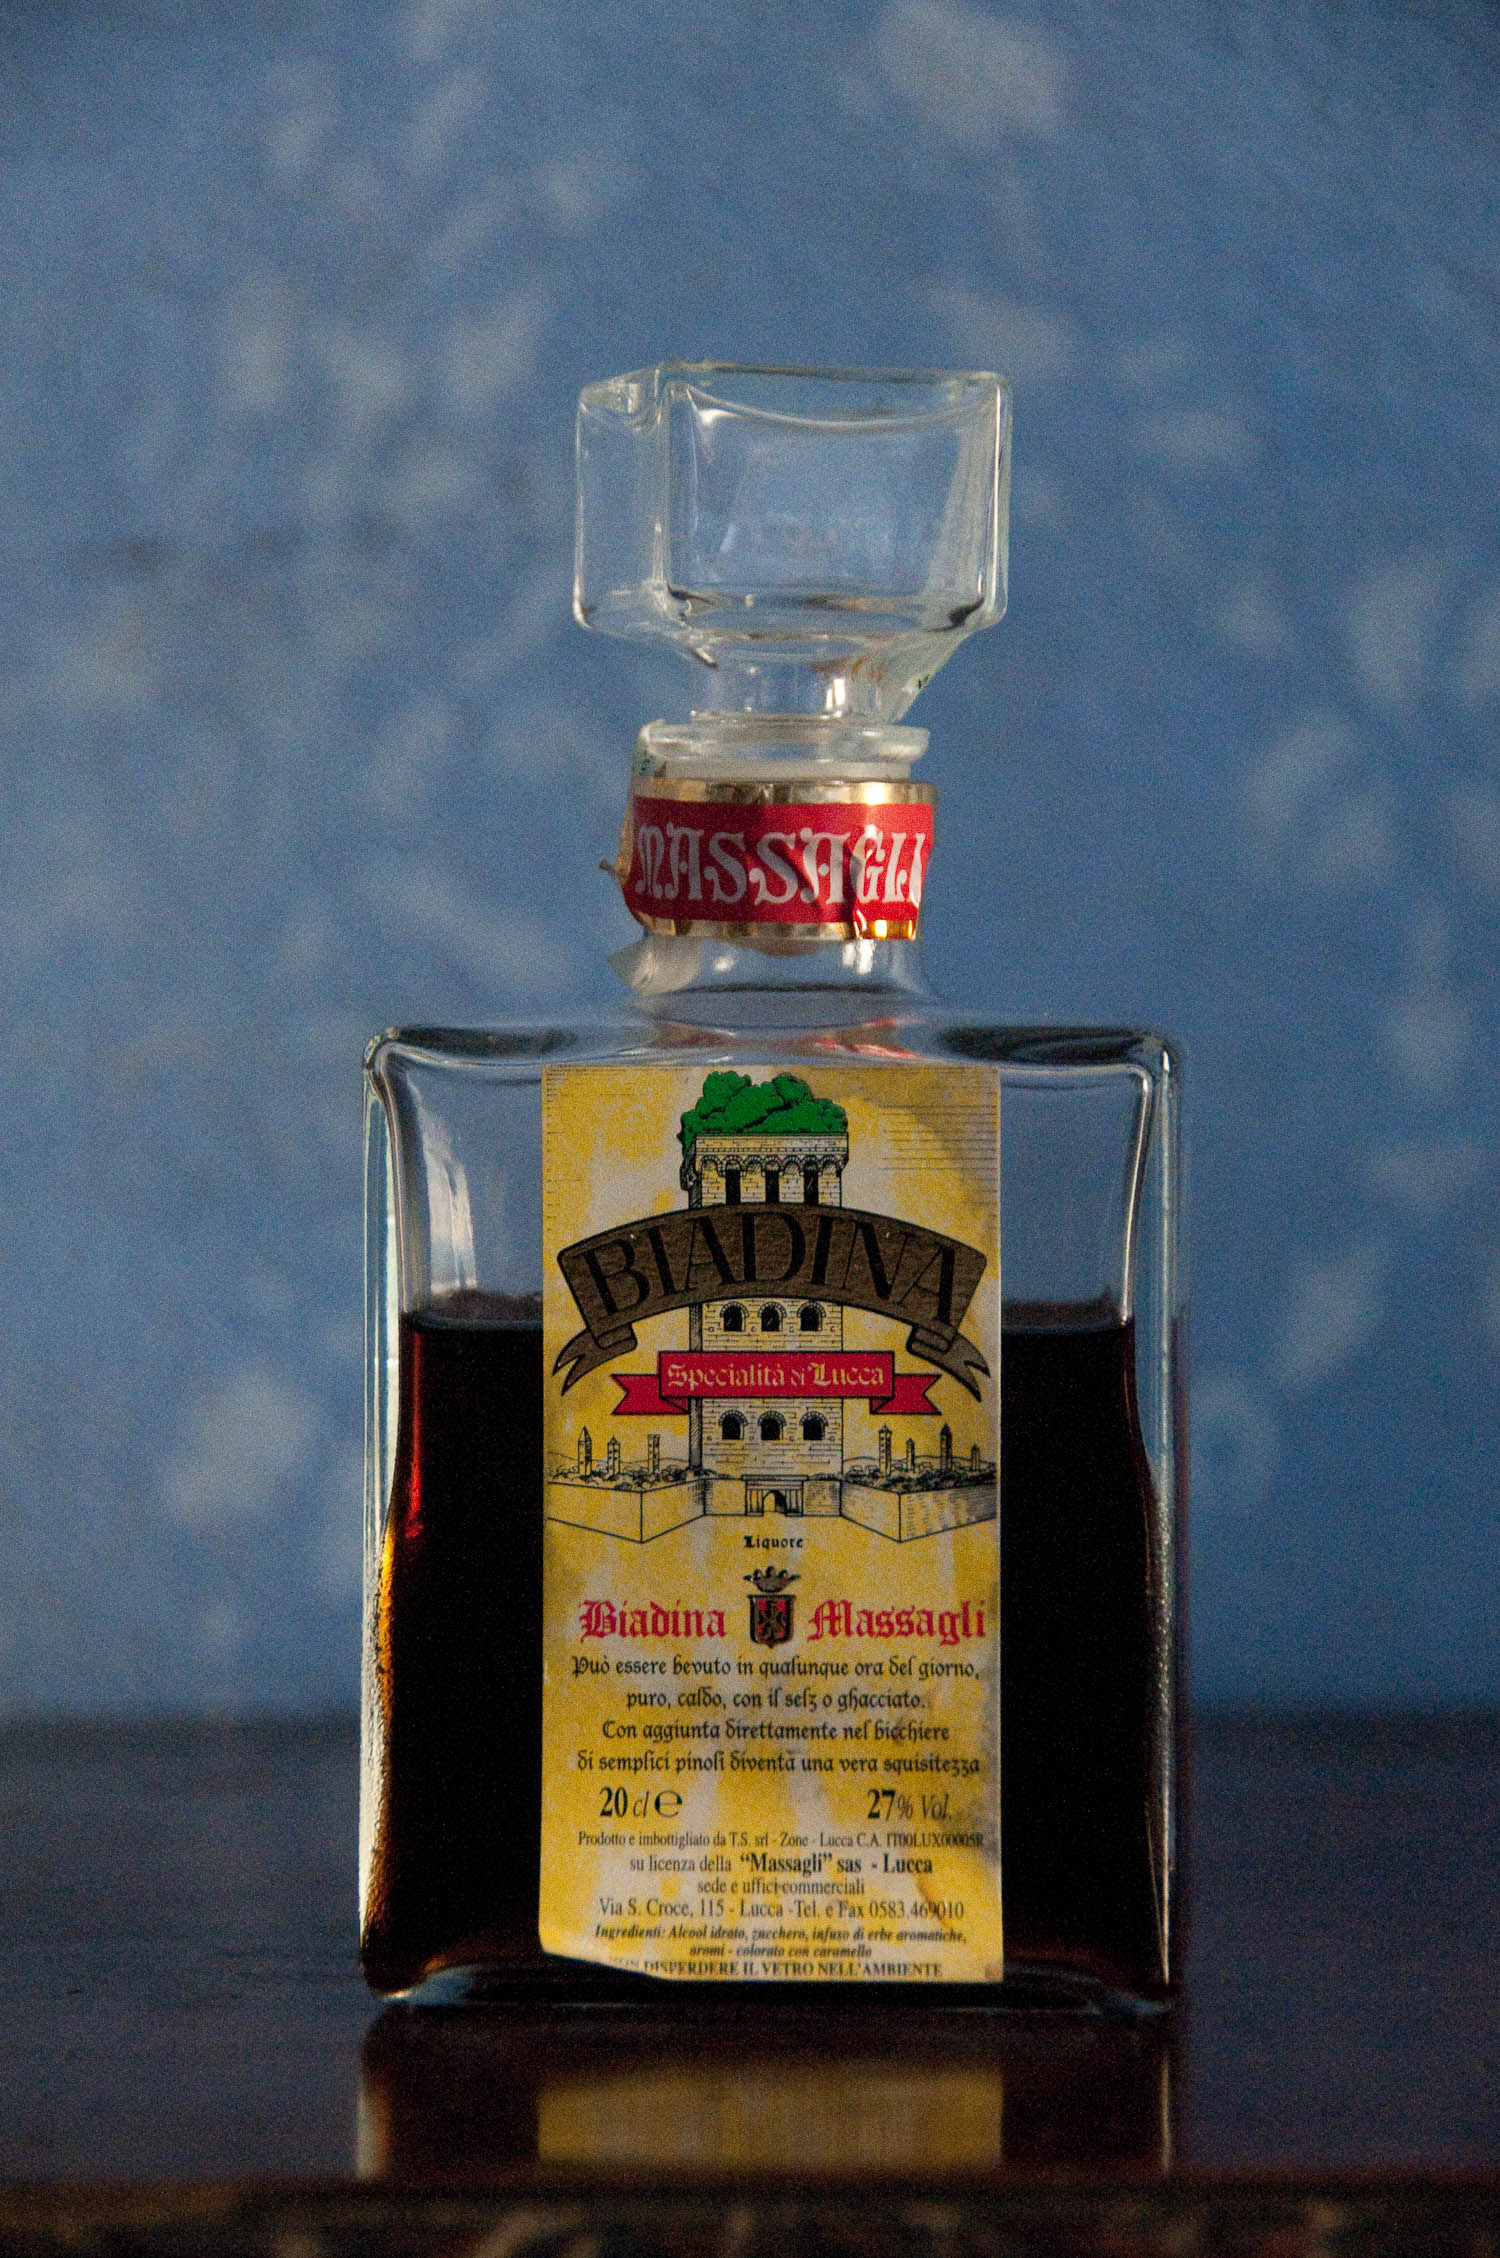 MASSAGLI
BIADINA
Specialità di Lucca
Liquore
Biadina Massagli
Può essere bevuto in qualunque ora del giorno,
puro, caldo, con il selz o ghacciato.
Con aggiunta direttamente nel bicchiere
di semplici pinoli diventa una vera squisitezza
20 cl e 27% Vol.
Prodotto e imbottigliato da T.S. srl - Zone - Lucca C.A. IT00LUX00005R
su licenza della "Massagli" sas - Lucca
sede e uffici commerciali
Via S. Croce, 115 - Lucca -Tel. e Fax 0583.469010
Ingredienti: Alcool idrato, zucchero, infuso di erbe aromatiche,
aromi - colorato con caramello
DISPERDERE IL VETRO NELL'AMBIENTE